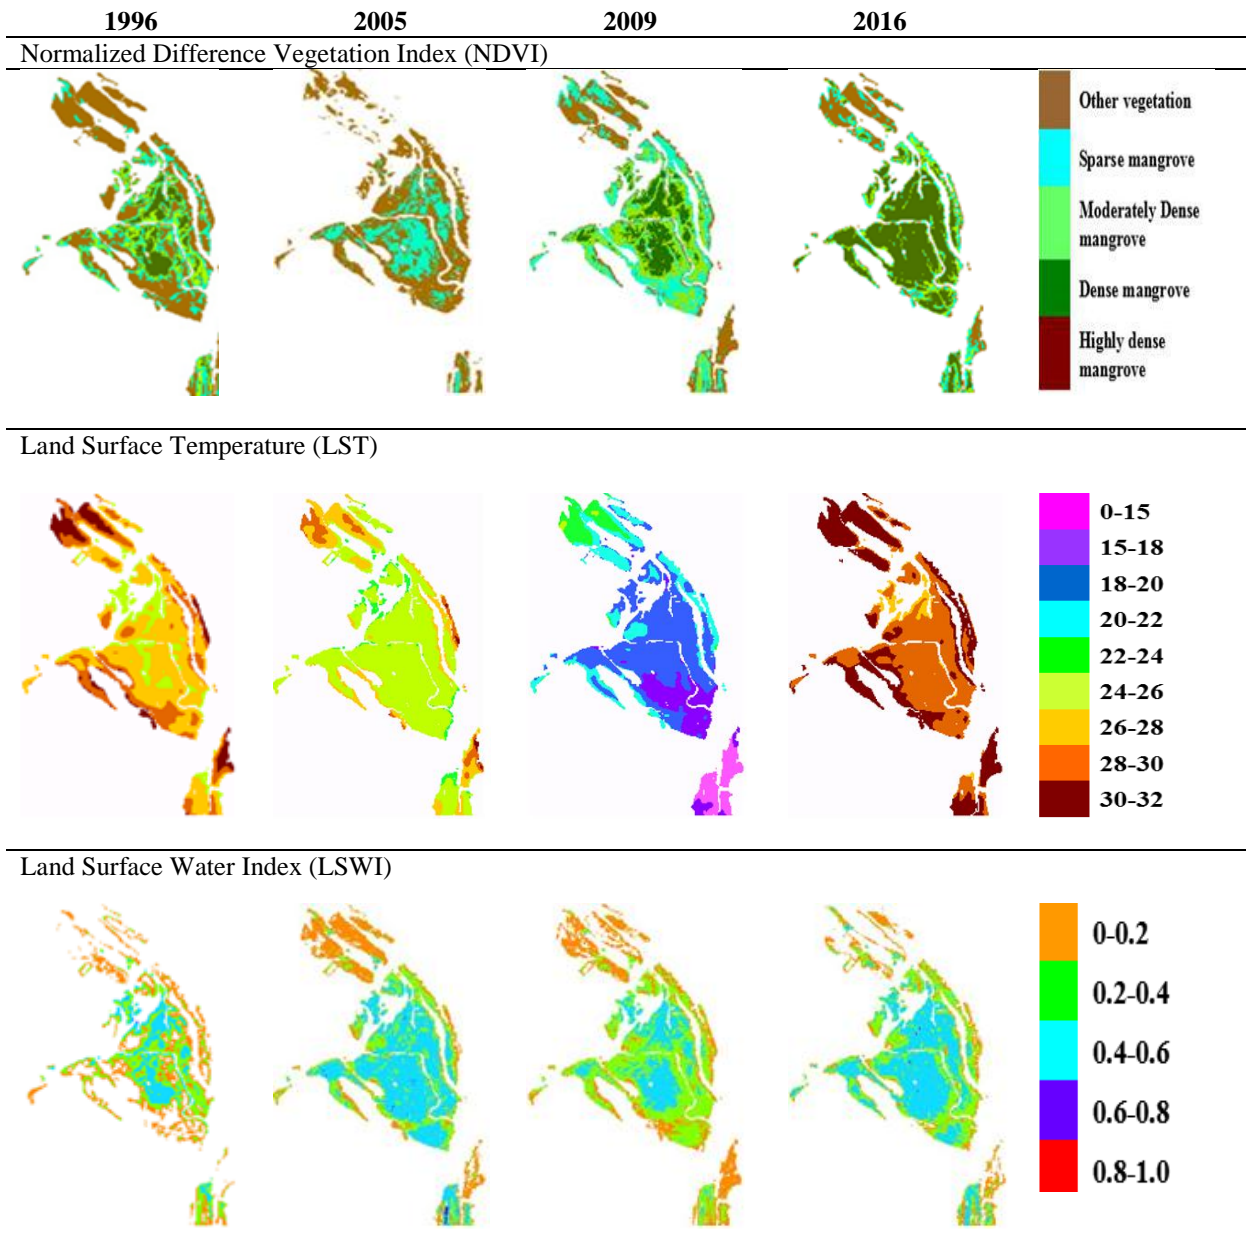 1996 2005 2009 2016
Normalized Difference Vegetation Index (NDVI)
Other vegetation
Sparse mangrove
Moderately Dense
mangrove
Dense mangrove
Highly dense
mangrove
Land Surface Temperature (LST)
0-15
15-18
18-20
20-22
22-24
24-26
26-28
28-30
30-32
Land Surface Water Index (LSWI)
0-0.2
0.2-0.4
0.4-0.6
0.6-0.8
0.8-1.0